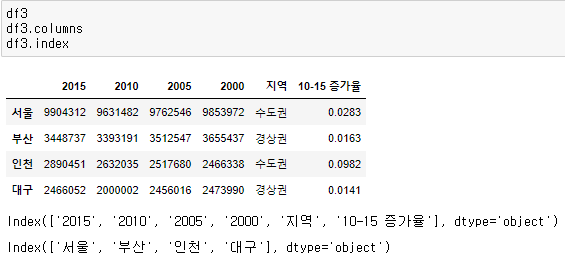 df3
df3.columns
df3.index
2015 2010 2005 2000 지역 10-15 증가율
서울 9904312 9631482 9762546 9853972 수도권 0.0283
부산 3448737 3393191 3512547 3655437 경상권 0.0163
인천 2890451 2632035 2517680 2466338 수도권 0.0982
대구 2466052 2000002 2456016 2473990 경상권 0.0141
Index(['2015', '2010', '2005', '2000', '지역', '10-15 증가율'], dtype='object')
Index(['서울', '부산', '인천', '대구'], dtype='object')